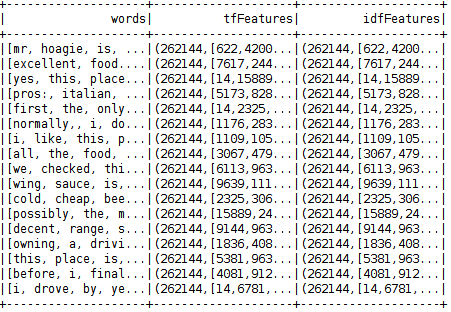 +--------------------+--------------------+--------------------+
|               words|          tfFeatures|         idfFeatures|
+--------------------+--------------------+--------------------+
|[mr, hoagie, is, ...|(262144,[622,4200...|(262144,[622,4200...|
|[excellent, food....|(262144,[7617,244...|(262144,[7617,244...|
|[yes, this, place...|(262144,[14,15889...|(262144,[14,15889...|
|[pros:, italian, ...|(262144,[5173,828...|(262144,[5173,828...|
|[first, the, only...|(262144,[14,2325,...|(262144,[14,2325,...|
|[normally,, i, do...|(262144,[1176,283...|(262144,[1176,283...|
|[i, like, this, p...|(262144,[1109,105...|(262144,[1109,105...|
|[all, the, food, ...|(262144,[3067,479...|(262144,[3067,479...|
|[we, checked, thi...|(262144,[6113,963...|(262144,[6113,963...|
|[wing, sauce, is,...|(262144,[9639,111...|(262144,[9639,111...|
|[cold, cheap, bee...|(262144,[2325,306...|(262144,[2325,306...|
|[possibly, the, m...|(262144,[15889,24...|(262144,[15889,24...|
|[decent, range, s...|(262144,[9144,963...|(262144,[9144,963...|
|[owning, a, drivi...|(262144,[1836,408...|(262144,[1836,408...|
|[this, place, is,...|(262144,[5381,963...|(262144,[5381,963...|
|[before, i, final...|(262144,[4081,912...|(262144,[4081,912...|
|[i, drove, by, ye...|(262144,[14,6781,...|(262144,[14,6781,...|
+--------------------+--------------------+--------------------+